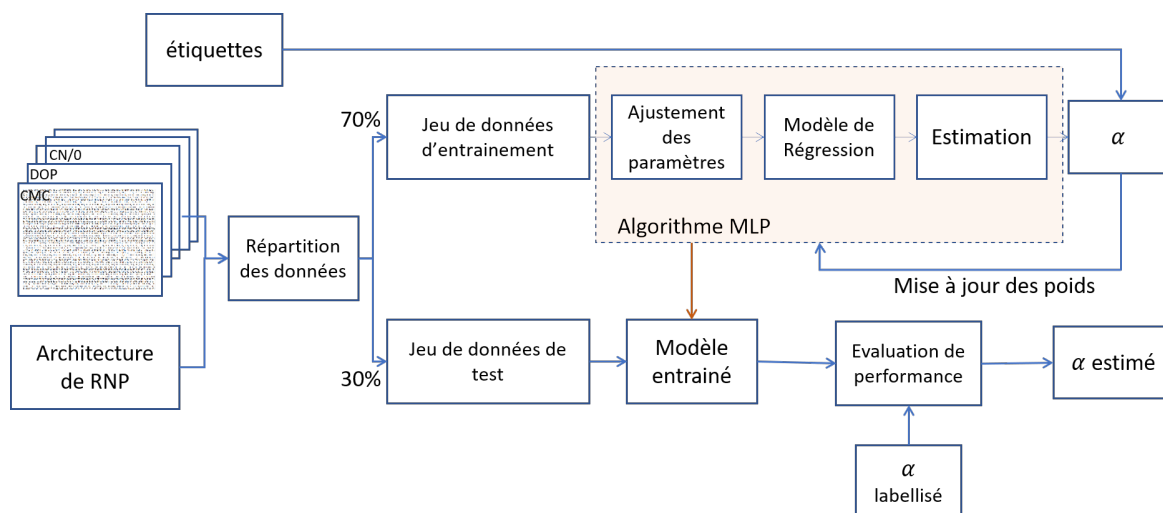 étiquettes
70%
Jeu de données
d'entrainement
Ajustement
des
paramètres
Modèle de
Régression
Estimation
α
CN/0
DOP
CMC
Algorithme MLP
Répartition
des données
Mise à jour des poids
Architecture
de RNP
30%
Jeu de données de
test
Modèle
entrainé
Evaluation de
performance
α estimé
α
labellisé